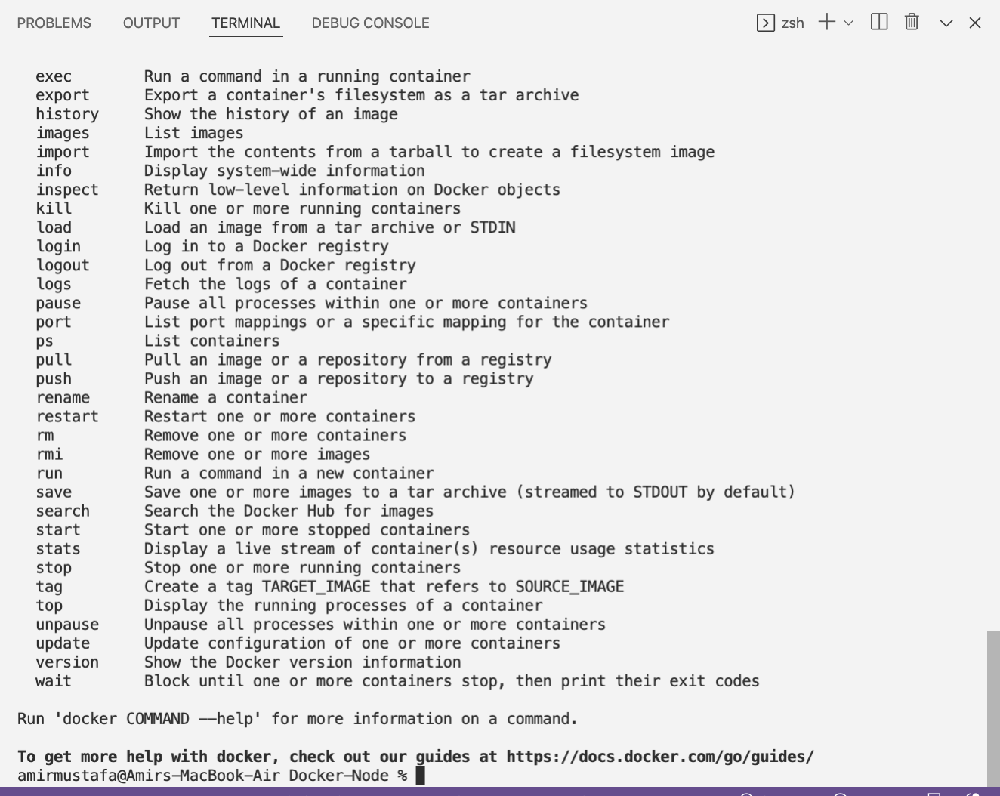 PROBLEMS OUTPUT TERMINAL DEBUG CONSOLE zsh
exec Run a command in a running container
export Export a container's filesystem as a tar archive
history Show the history of an image
images List images
import Import the contents from a tarball to create a filesystem image
info Display system-wide information
inspect Return low-level information on Docker objects
kill Kill one or more running containers
load Load an image from a tar archive or STDIN
login Log in to a Docker registry
logout Log out from a Docker registry
logs Fetch the logs of a container
pause Pause all processes within one or more containers
port List port mappings or a specific mapping for the container
ps List containers
pull Pull an image or a repository from a registry
push Push an image or a repository to a registry
rename Rename a container
restart Restart one or more containers
rm Remove one or more containers
rmi Remove one or more images
run Run a command in a new container
save Save one or more images to a tar archive (streamed to STDOUT by default)
search Search the Docker Hub for images
start Start one or more stopped containers
stats Display a live stream of container(s) resource usage statistics
stop Stop one or more running containers
tag Create a tag TARGET_IMAGE that refers to SOURCE_IMAGE
top Display the running processes of a container
unpause Unpause all processes within one or more containers
update Update configuration of one or more containers
version Show the Docker version information
wait Block until one or more containers stop, then print their exit codes
Run 'docker COMMAND --help' for more information on a command.
To get more help with docker, check out our guides at https://docs.docker.com/go/guides/
amirmustafa@Amirs-MacBook-Air Docker-Node %